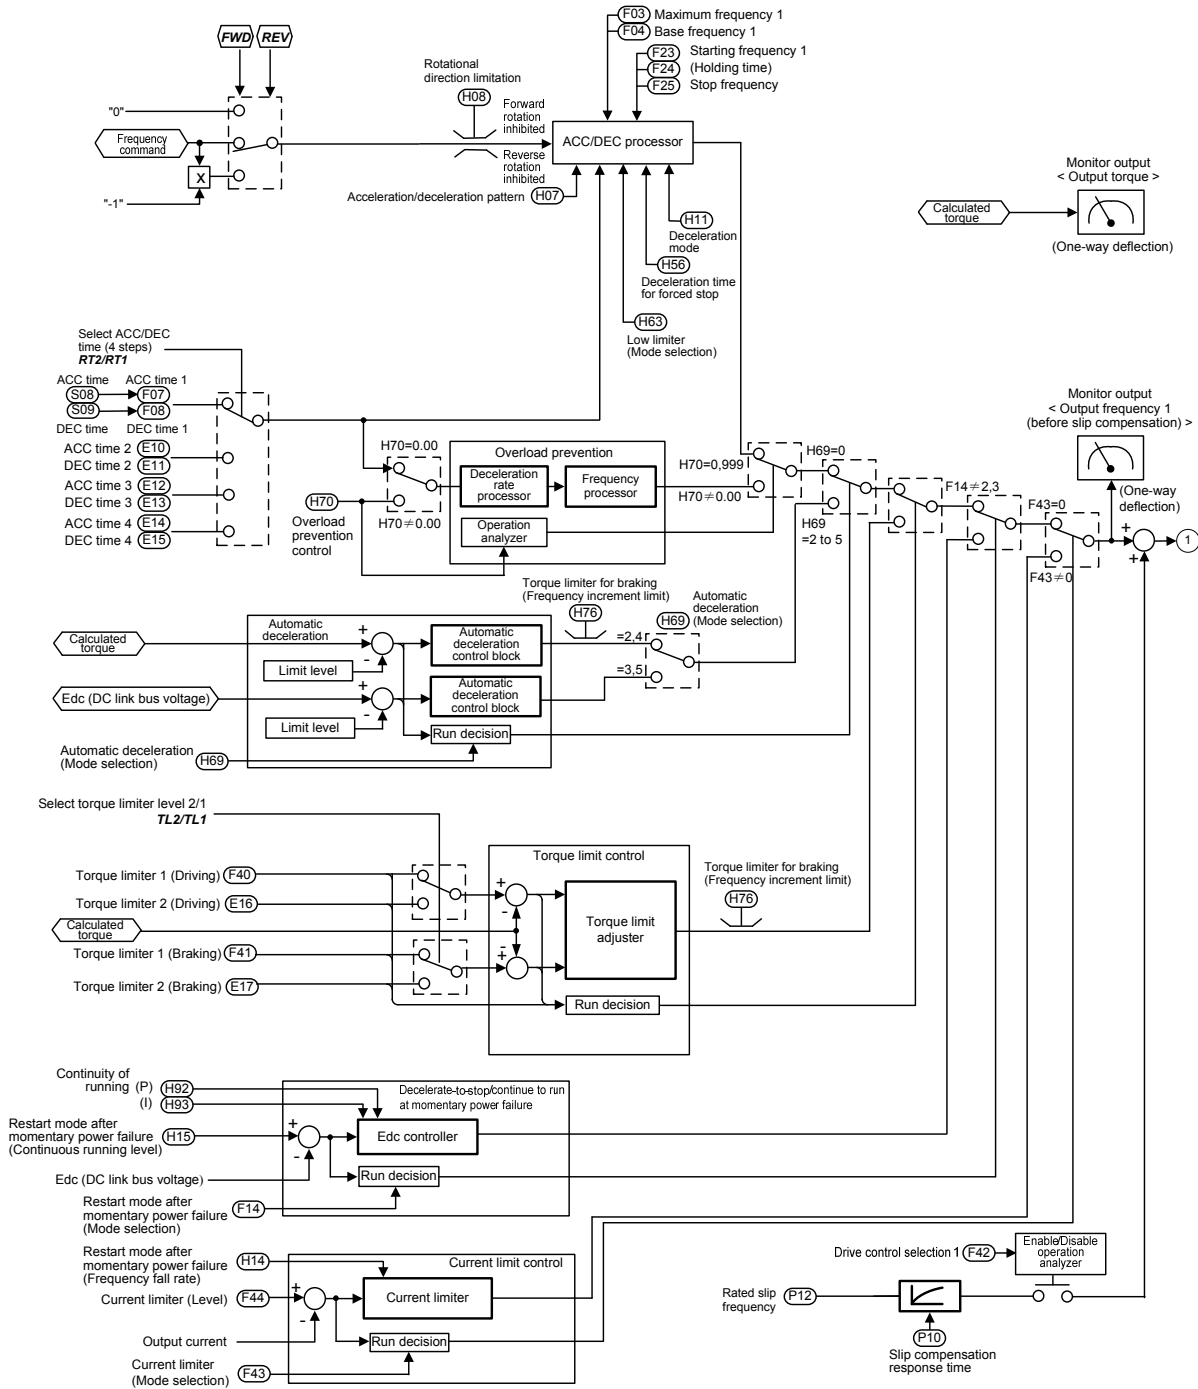 FWD
REV
"0"
Frequency
command
X
"-1"
Rotational
direction limitation
H08
Forward
rotation
inhibited
Reverse
rotation
inhibited
F03 Maximum frequency 1
F04 Base frequency 1
F23 Starting frequency 1
F24 (Holding time)
F25 Stop frequency
ACC/DEC processor
Acceleration/deceleration pattern H07
H11
Deceleration
mode
H56
Deceleration time
for forced stop
H63
Low limiter
(Mode selection)
Monitor output
< Output torque >
Calculated
torque
(One-way deflection)
Select ACC/DEC
time (4 steps)
RT2/RT1
ACC time ACC time 1
S08 F07
S09 F08
DEC time DEC time 1
ACC time 2 E10
DEC time 2 E11
ACC time 3 E12
DEC time 3 E13
ACC time 4 E14
DEC time 4 E15
H70=0.00
H70
H70≠0.00
Overload
prevention
control
Overload prevention
Deceleration
rate
processor
Frequency
processor
Operation
analyzer
H70=0,999
H70≠0.00
H69=0
H69
=2 to 5
F14≠2,3
F43=0
F43≠0
Monitor output
< Output frequency 1
(before slip compensation) >
(One-way
deflection)
+
+
1
Torque limiter for braking
(Frequency increment limit)
H76
Automatic
deceleration
(Mode selection)
H69
=2,4
=3,5
Calculated
torque
Automatic
deceleration
+
-
Limit level
Automatic
deceleration
control block
Edc (DC link bus voltage)
+
-
Limit level
Automatic
deceleration
control block
Run decision
Automatic deceleration
(Mode selection)
H69
Select torque limiter level 2/1
TL2/TL1
Torque limit control
Torque limiter 1 (Driving) F40
Torque limiter 2 (Driving) E16
Calculated
torque
Torque limiter 1 (Braking) F41
Torque limiter 2 (Braking) E17
+
-
-
+
Torque limit
adjuster
Run decision
Torque limiter for braking
(Frequency increment limit)
H76
Continuity of
running (P) H92
(I) H93
Decelerate-to-stop/continue to run
at momentary power failure
Restart mode after
momentary power failure
(Continuous running level)
H15
+
-
Edc controller
Edc (DC link bus voltage)
Run decision
Restart mode after
momentary power failure
(Mode selection)
F14
Restart mode after
momentary power failure
(Frequency fall rate)
H14
Current limit control
Current limiter (Level) F44
+
-
Current limiter
Output current
Run decision
Current limiter
(Mode selection)
F43
Drive control selection 1 F42
Enable/Disable
operation
analyzer
Rated slip
frequency
P12
P10
Slip compensation
response time